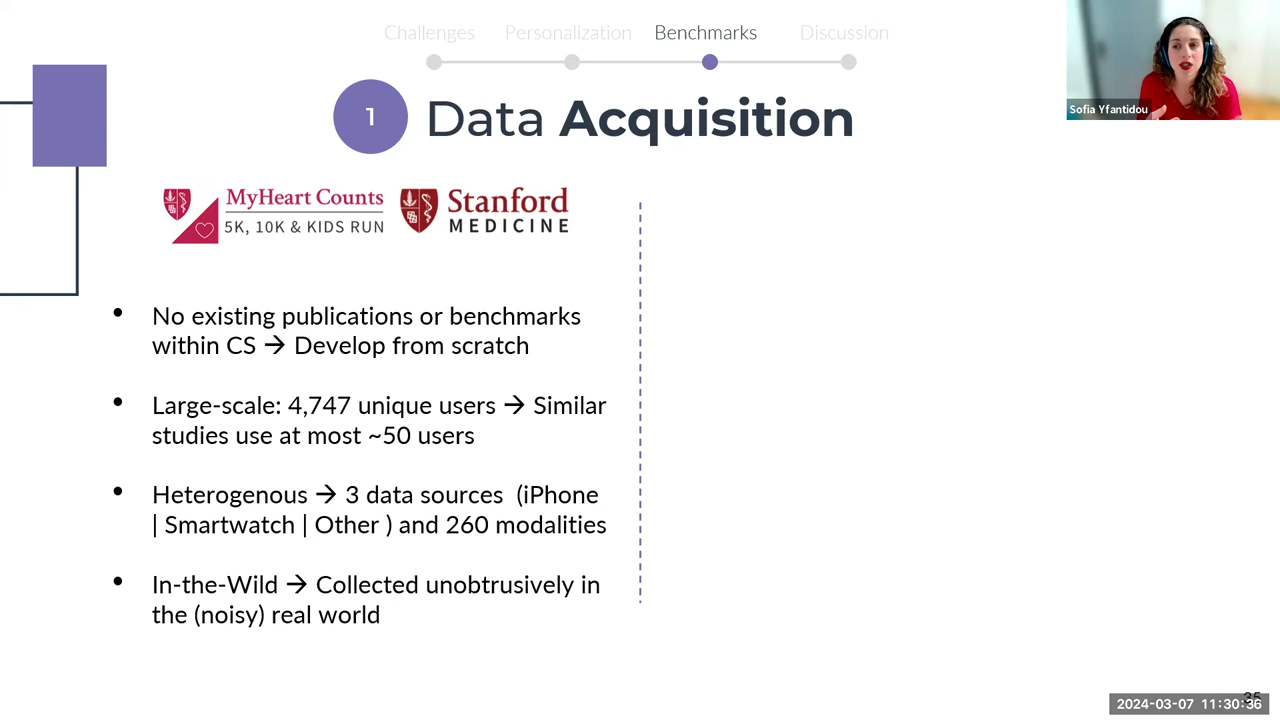 Challenges Personalization Benchmarks Discussion
Sofia Yfantidou
1 Data Acquisition
MyHeart Counts
5K, 10K & KIDS RUN
Stanford
MEDICINE
• No existing publications or benchmarks
within CS → Develop from scratch
• Large-scale: 4,747 unique users → Similar
studies use at most ~50 users
• Heterogenous → 3 data sources (iPhone
| Smartwatch | Other ) and 260 modalities
• In-the-Wild → Collected unobtrusively in
the (noisy) real world
35
2024-03-07 11:30:36